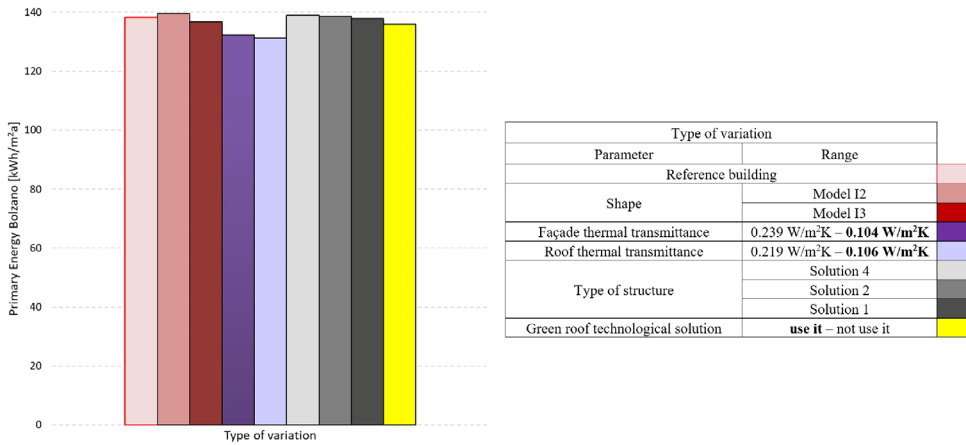 140
120
100
80
60
40
20
0
Primary Energy Bolzano [kWh/m²a]
Type of variation
Type of variation
Parameter Range
Reference building
Shape Model I2
Model I3
Façade thermal transmittance 0.239 W/m²K – 0.104 W/m²K
Roof thermal transmittance 0.219 W/m²K – 0.106 W/m²K
Type of structure Solution 4
Solution 2
Solution 1
Green roof technological solution use it – not use it